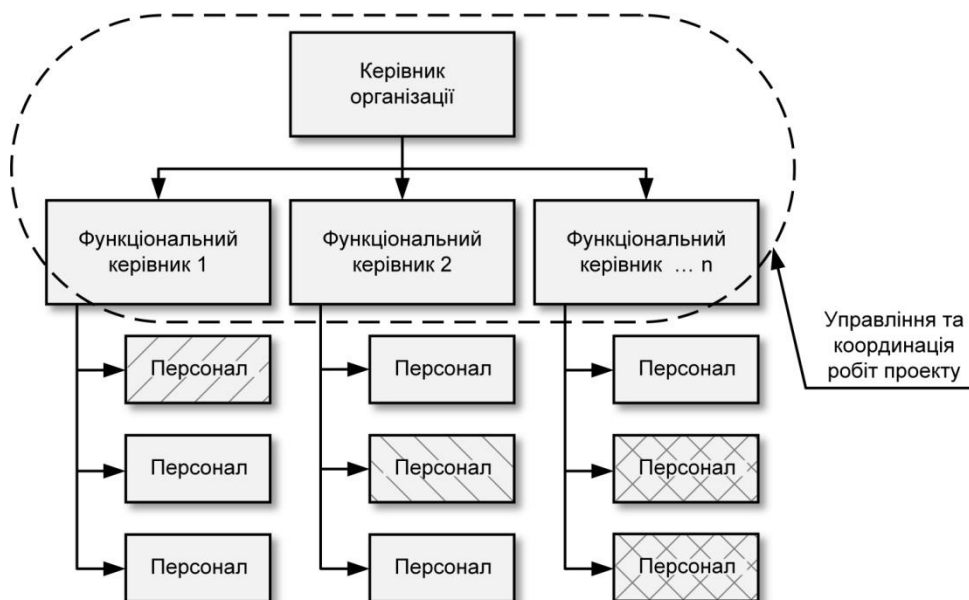 Керівник
організації
Функціональний
керівник 1
Функціональний
керівник 2
Функціональний
керівник ... n
Управління та
координація
робіт проекту
Персонал
Персонал
Персонал
Персонал
Персонал
Персонал
Персонал
Персонал
Персонал